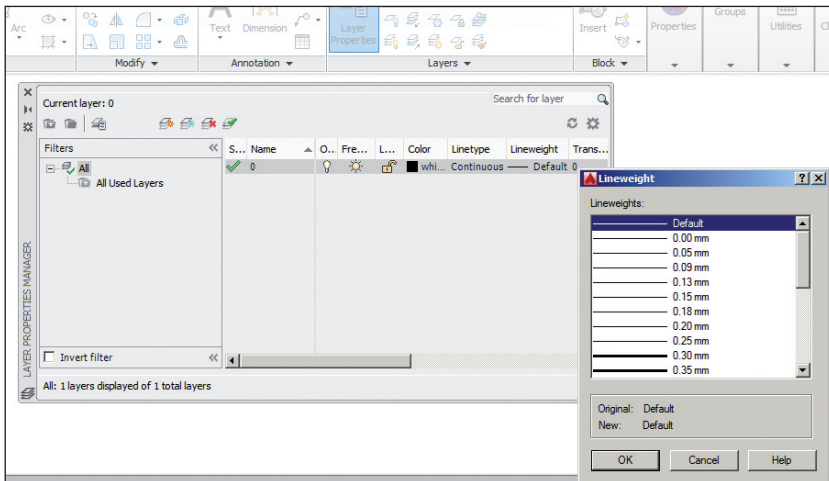 Arc
Text
Dimension
Layer
Properties
Insert
Properties
Groups
Utilities
Modify
Annotation
Layers
Block
Current layer: 0
Search for layer
Filters
S... Name O.. Fre... L... Color Linetype Lineweight Trans...
All
0 whi... Continuous Default 0
All Used Layers
Invert filter
All: 1 layers displayed of 1 total layers
LAYER PROPERTIES MANAGER
Lineweight
Lineweights:
Default
0.00 mm
0.05 mm
0.09 mm
0.13 mm
0.15 mm
0.18 mm
0.20 mm
0.25 mm
0.30 mm
0.35 mm
Original: Default
New: Default
OK Cancel Help